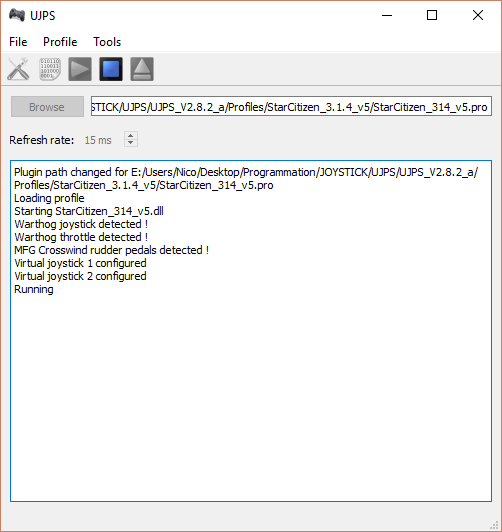 UJPS
File Profile Tools
Browse STICK/UJPS/UJPS_V2.8.2_a/Profiles/StarCitizen_3.1.4_v5/StarCitizen_314_v5.pro
Refresh rate: 15 ms
Plugin path changed for E:/Users/Nico/Desktop/Programmation/JOYSTICK/UJPS/UJPS_V2.8.2_a/
Profiles/StarCitizen_3.1.4_v5/StarCitizen_314_v5.pro
Loading profile
Starting StarCitizen_314_v5.dll
Warthog joystick detected !
Warthog throttle detected !
MFG Crosswind rudder pedals detected !
Virtual joystick 1 configured
Virtual joystick 2 configured
Running